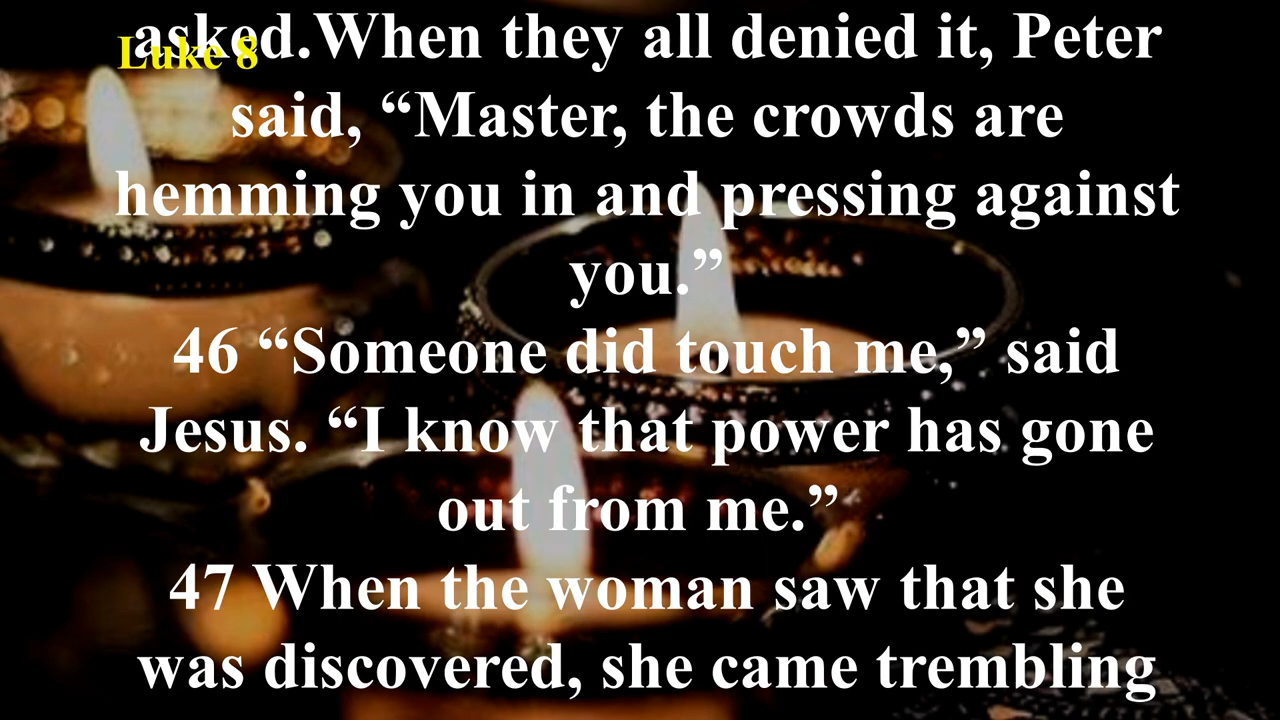 Luke 8
asked.When they all denied it, Peter
said, “Master, the crowds are
hemming you in and pressing against
you.”
46 “Someone did touch me,” said
Jesus. “I know that power has gone
out from me.”
47 When the woman saw that she
was discovered, she came trembling